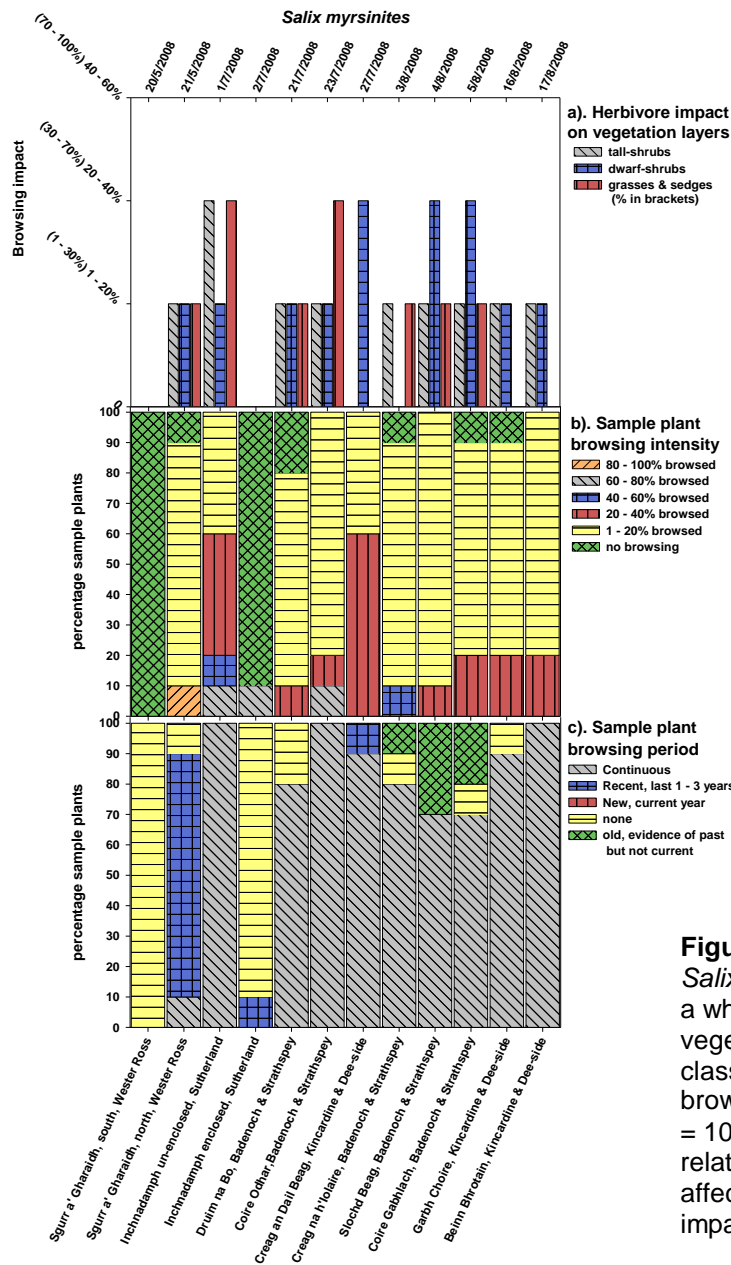 Salix myrsinites
20/5/2008
21/5/2008
1/7/2008
2/7/2008
21/7/2008
23/7/2008
27/7/2008
3/8/2008
4/8/2008
5/8/2008
16/8/2008
17/8/2008
Browsing impact
(70 - 100%) 40 - 60%
(30 - 70%) 20 - 40%
(1 - 30%) 1 - 20%
0
a). Herbivore impact
on vegetation layers
tall-shrubs
dwarf-shrubs
grasses & sedges
(% in brackets)
percentage sample plants
100
90
80
70
60
50
40
30
20
10
0
b). Sample plant
browsing intensity
80 - 100% browsed
60 - 80% browsed
40 - 60% browsed
20 - 40% browsed
1 - 20% browsed
no browsing
percentage sample plants
100
90
80
70
60
50
40
30
20
10
0
c). Sample plant
browsing period
Continuous
Recent, last 1 - 3 years
New, current year
none
old, evidence of past
but not current
Sgurr a' Gharaidh, south, Wester Ross
Sgurr a' Gharaidh, north, Wester Ross
Inchnadamph un-enclosed, Sutherland
Inchnadamph enclosed, Sutherland
Druim na Bo, Badenoch & Strathspey
Coire Odhar,Badenoch & Strathspey
Creag an Dail Beag, Kincardine & Dee-side
Creag na h'Iolaire, Badenoch & Strathspey
Slochd Beag, Badenoch & Strathspey
Coire Gabhlach, Badenoch & Strathspey
Garbh Choire, Kincardine & Dee-side
Beinn Bhrotain, Kincardine & Dee-side
Figu
Salix
a wh
vege
class
brow
= 10
relat
affec
impa